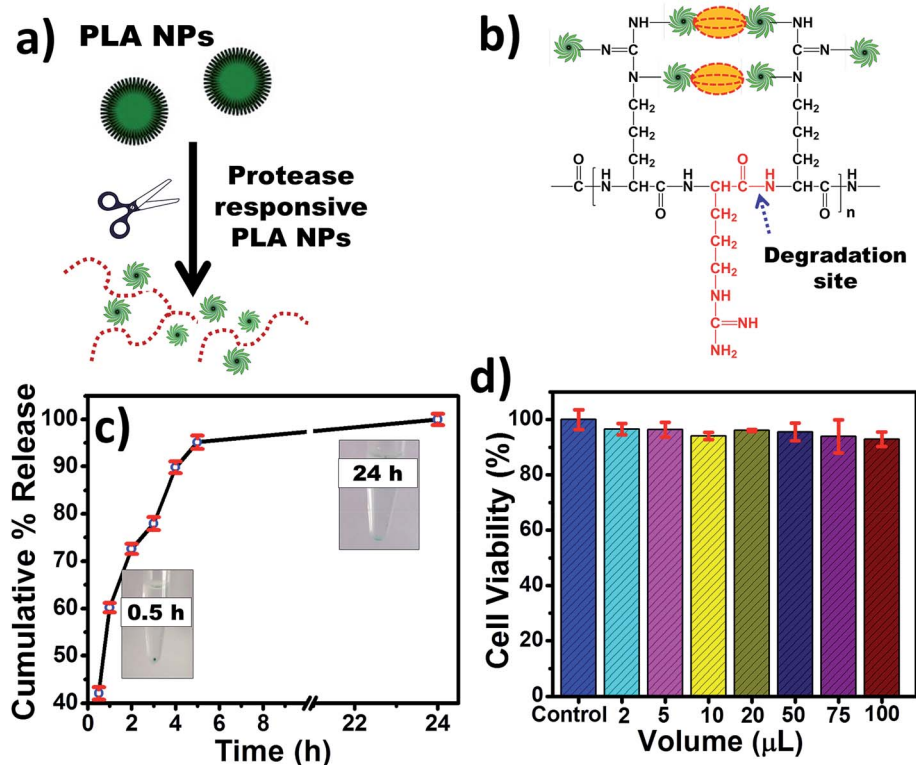 a)
PLA NPs
Protease
responsive
PLA NPs
b)
NH NH
N=C C=N
N N
CH₂ CH₂
CH₂ CH₂
CH₂ CH₂
O H H O H H
C N C N C C N C C N
O O n
CH₂
CH₂
CH₂
NH
C=NH
NH₂
Degradation
site
c)
Cumulative % Release
100
90
80
70
60
50
40
24 h
0.5 h
0 2 4 6 8 22 24
Time (h)
d)
Cell Viability (%)
100
80
60
40
20
0
Control 2 5 10 20 50 75 100
Volume (µL)